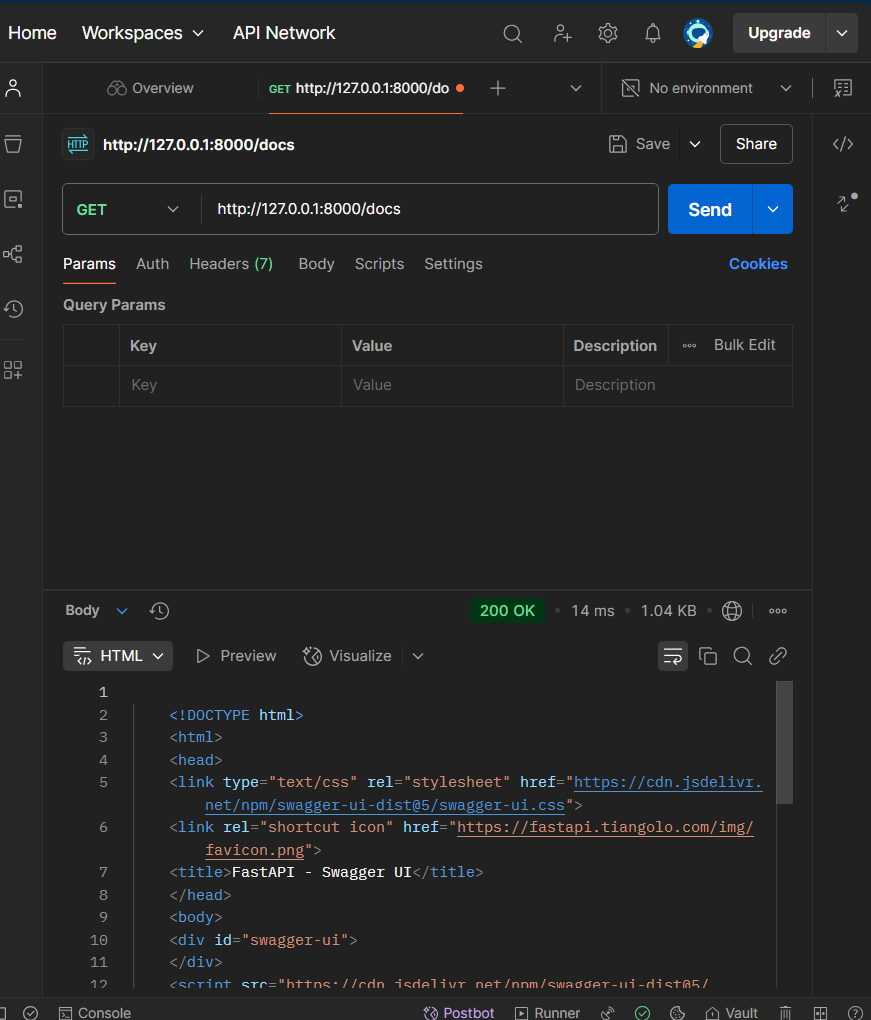 Home Workspaces API Network Upgrade
Overview GET http://127.0.0.1:8000/do No environment
HTTP http://127.0.0.1:8000/docs Save Share
GET http://127.0.0.1:8000/docs Send
Params Auth Headers (7) Body Scripts Settings Cookies
Query Params
Key Value Description Bulk Edit
Key Value Description
Body 200 OK 14 ms 1.04 KB
HTML Preview Visualize
1
2 <!DOCTYPE html>
3 <html>
4 <head>
5 <link type="text/css" rel="stylesheet" href="https://cdn.jsdelivr.
net/npm/swagger-ui-dist@5/swagger-ui.css">
6 <link rel="shortcut icon" href="https://fastapi.tiangolo.com/img/
favicon.png">
7 <title>FastAPI - Swagger UI</title>
8 </head>
9 <body>
10 <div id="swagger-ui">
11 </div>
12 <script src="https://cdn.jsdelivr.net/npm/swagger-ui-dist@5/
Console Postbot Runner Vault